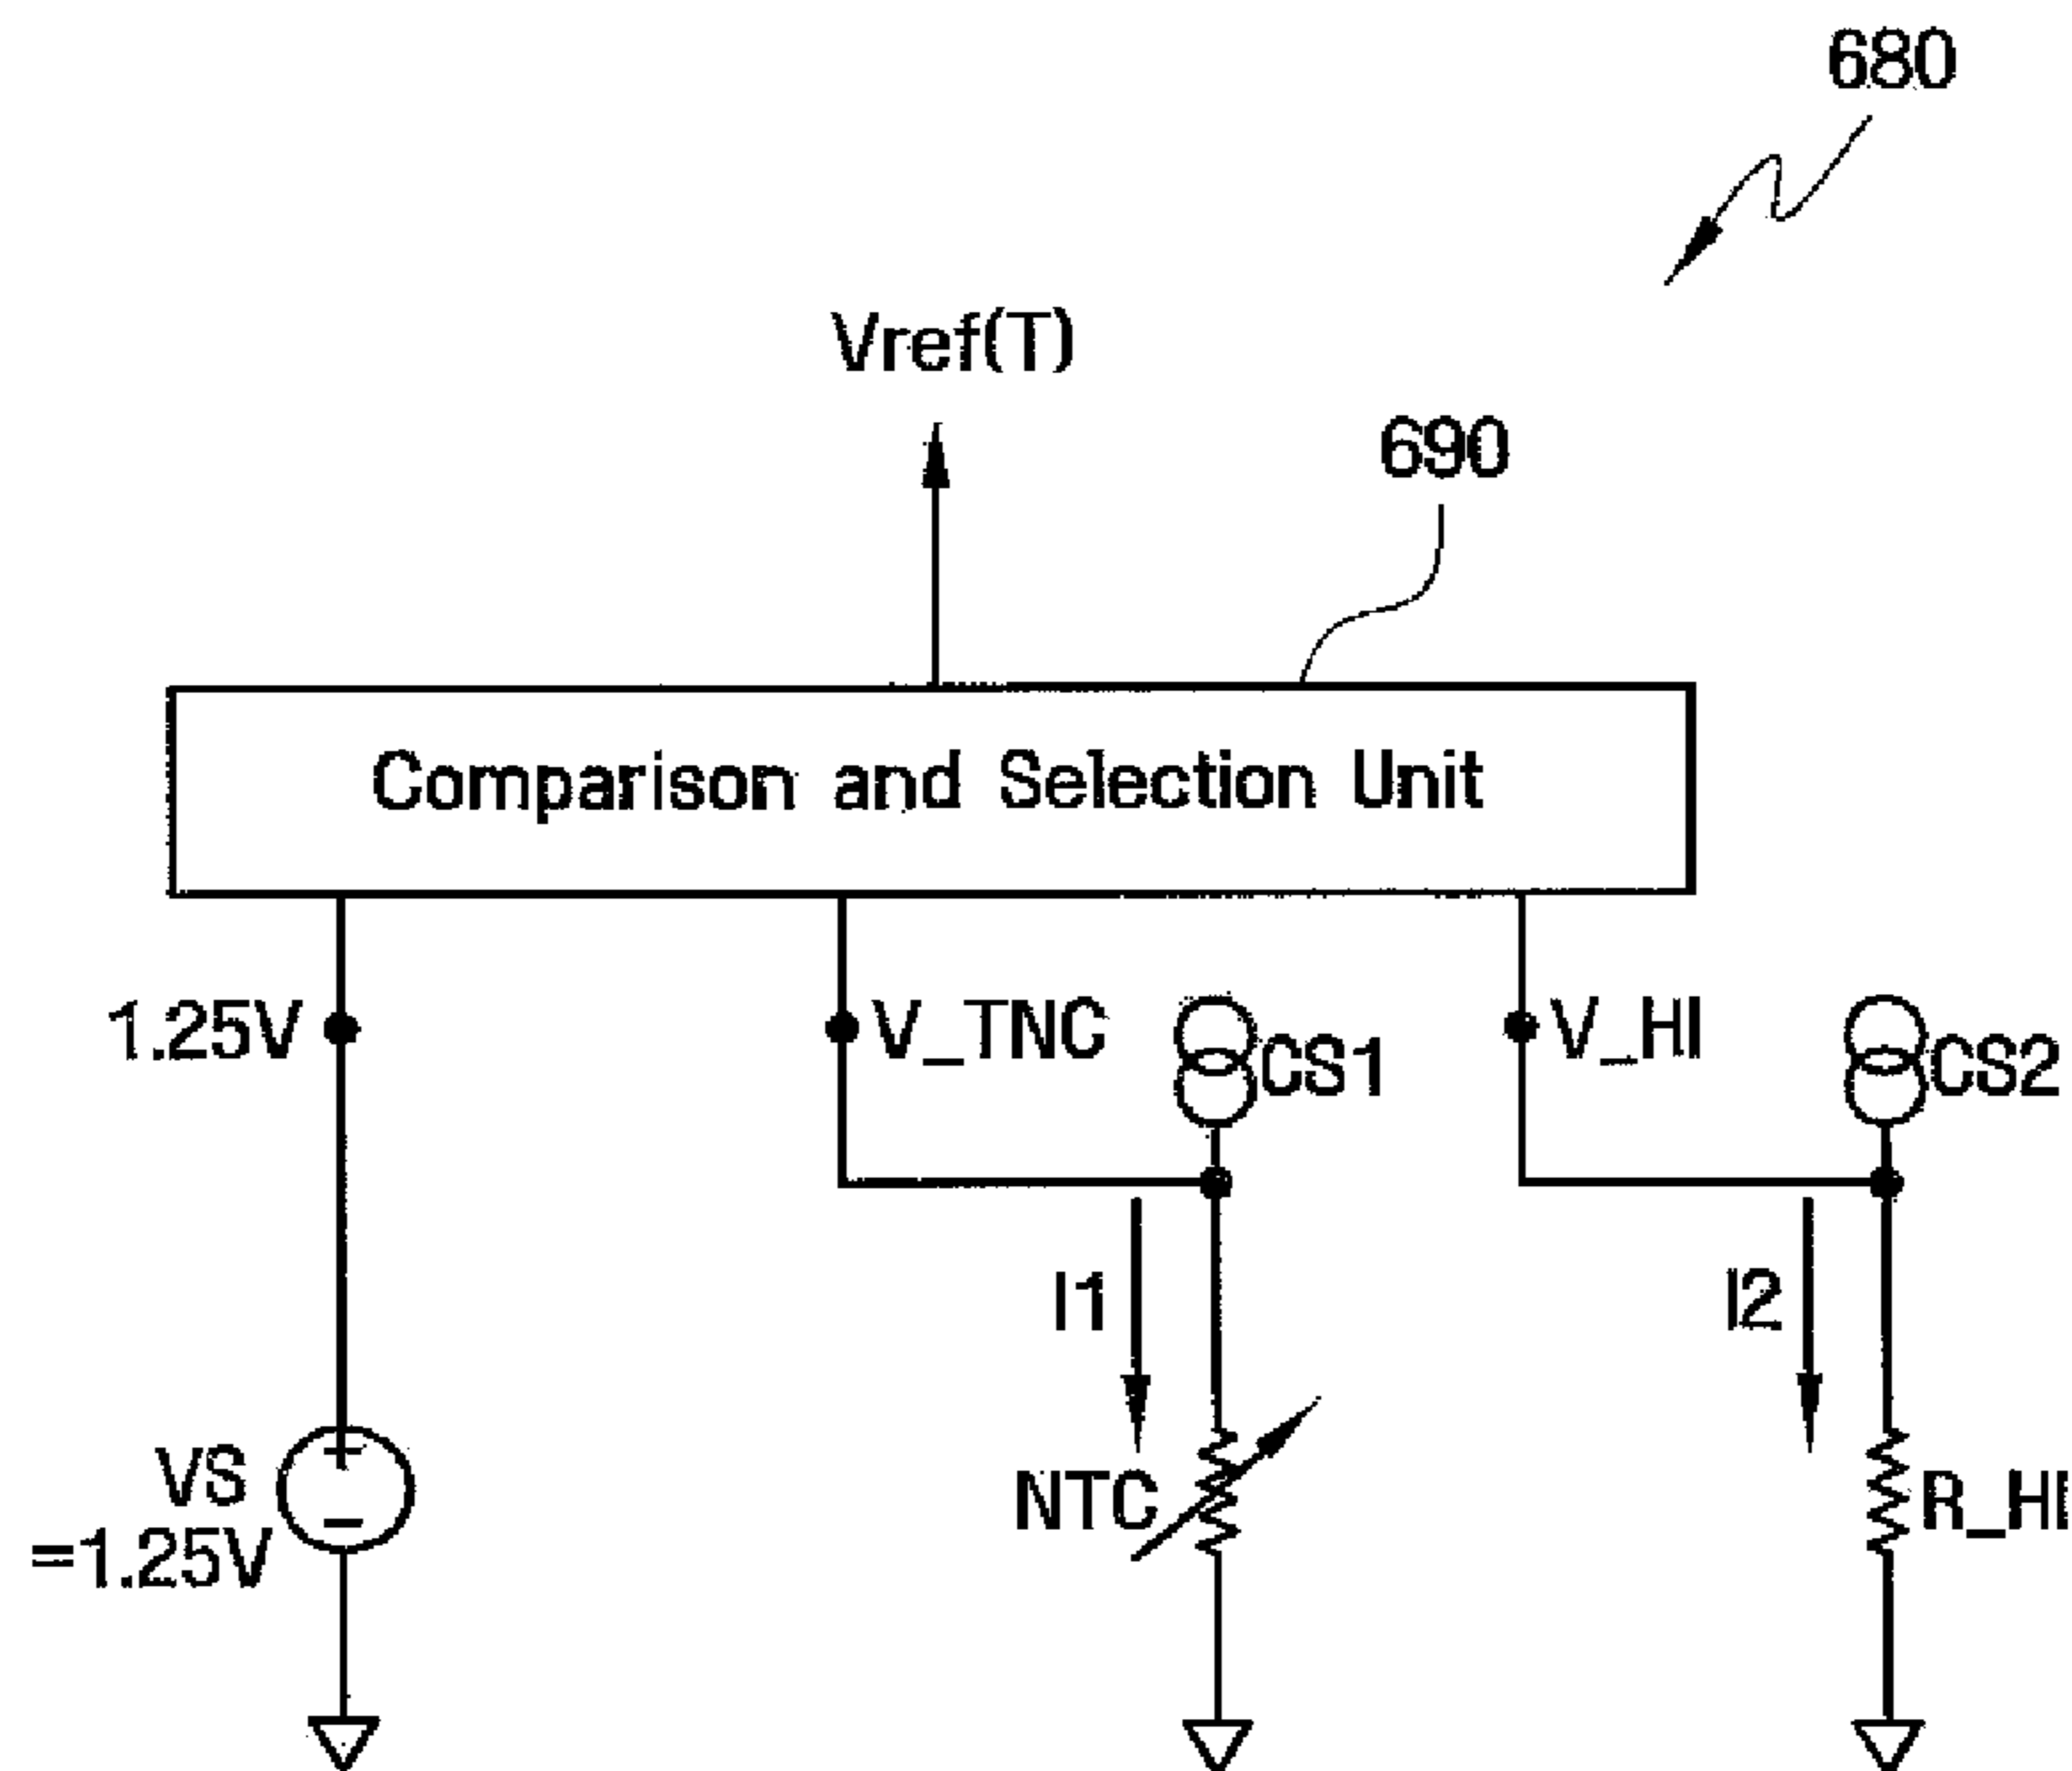 680
Vref(T)
690
Comparison and Selection Unit
1.25V
V_TNC
CS1
V_HI
CS2
I1
I2
VS
=1.25V
+
−
NTC
R_HI